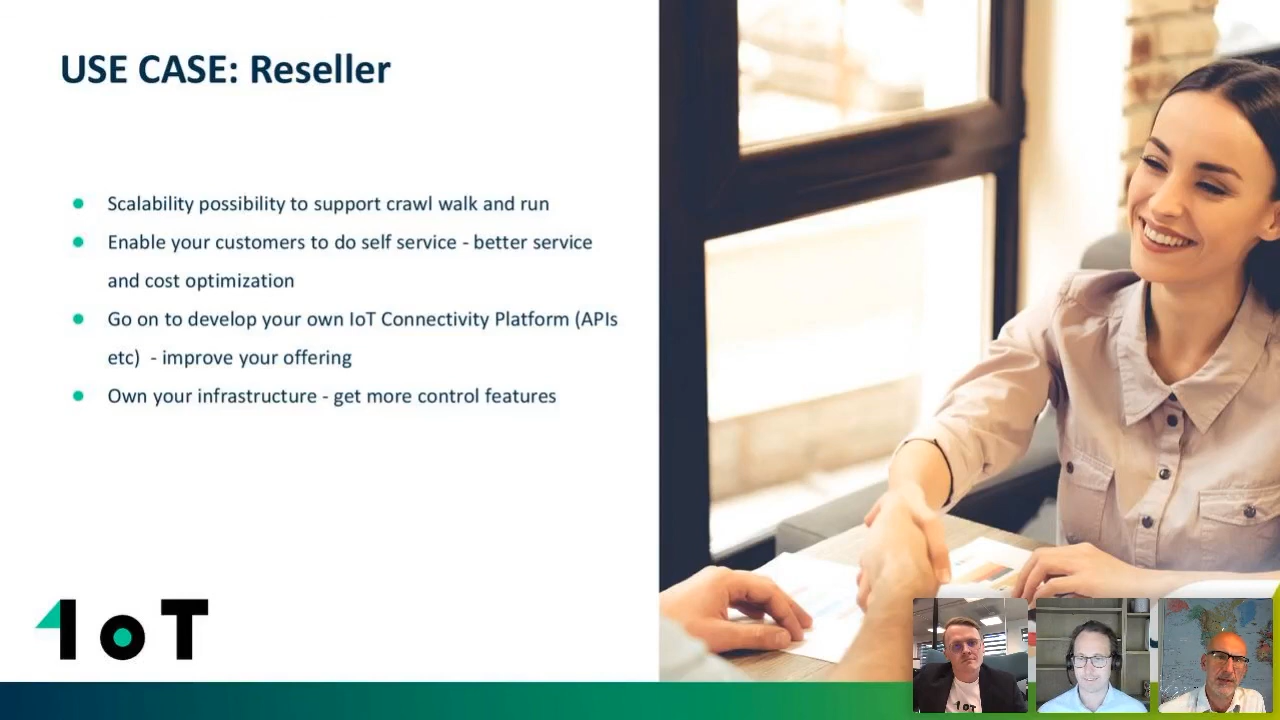 USE CASE: Reseller
Scalability possibility to support crawl walk and run
Enable your customers to do self service - better service
and cost optimization
Go on to develop your own IoT Connectivity Platform (APIs
etc)  - improve your offering
Own your infrastructure - get more control features
1oT
1oT